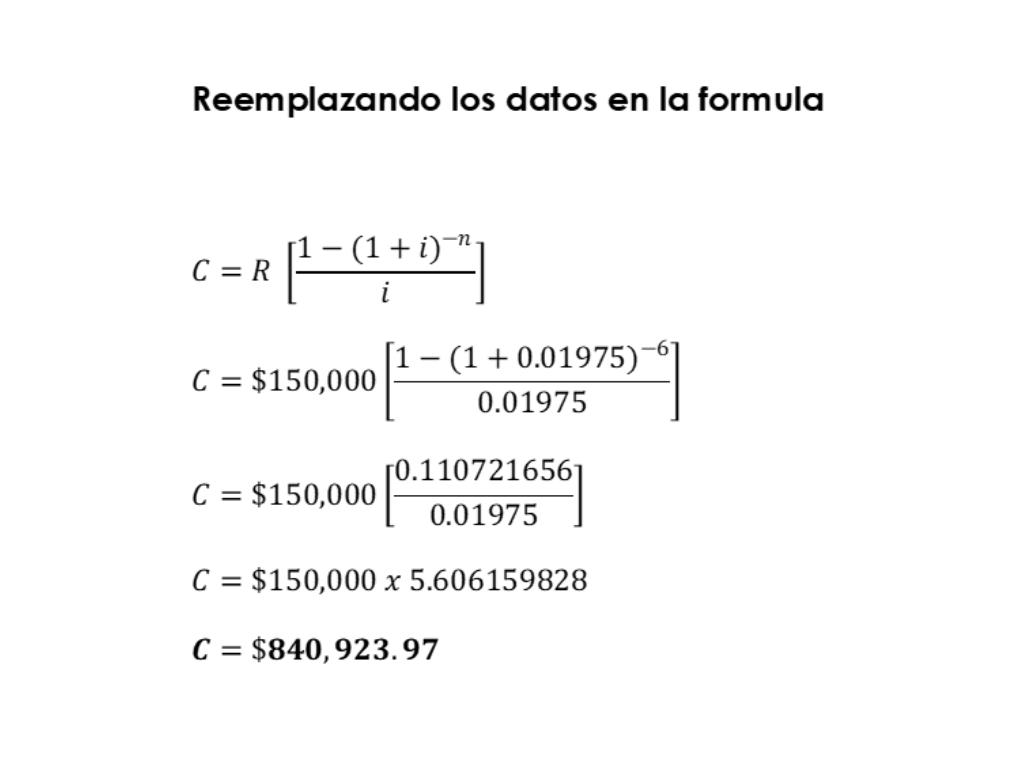 Reemplazando los datos en la formula
C = R [1 − (1 + i)⁻ⁿ / i]
C = $150,000 [1 − (1 + 0.01975)⁻⁶ / 0.01975]
C = $150,000 [0.110721656 / 0.01975]
C = $150,000 x 5.606159828
C = $840,923.97